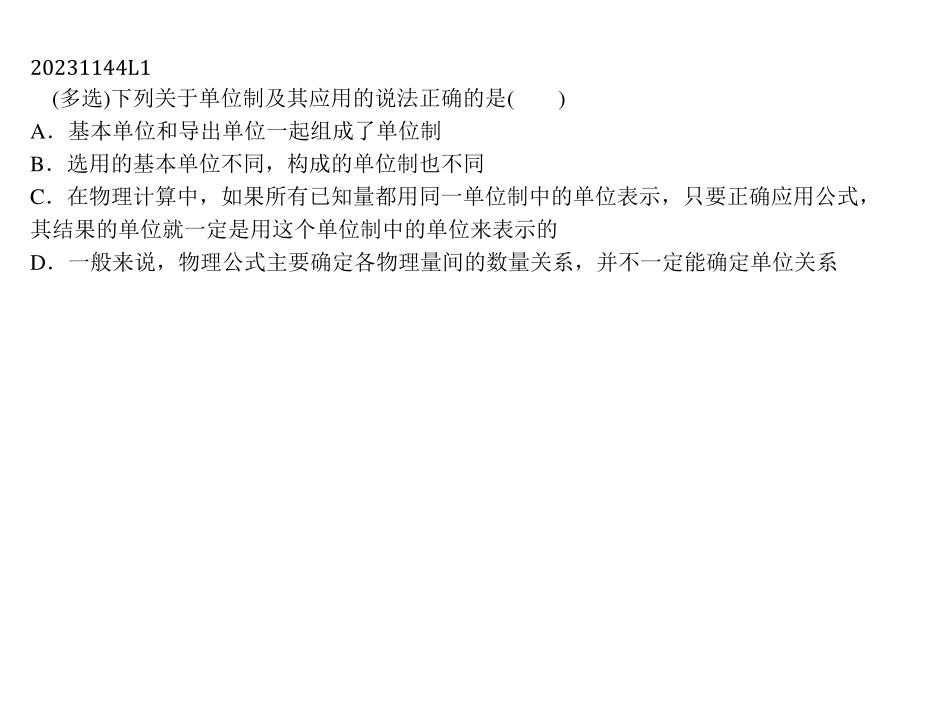 20231144L1
(多选)下列关于单位制及其应用的说法正确的是(　　)
A．基本单位和导出单位一起组成了单位制
B．选用的基本单位不同，构成的单位制也不同
C．在物理计算中，如果所有已知量都用同一单位制中的单位表示，只要正确应用公式，
其结果的单位就一定是用这个单位制中的单位来表示的
D．一般来说，物理公式主要确定各物理量间的数量关系，并不一定能确定单位关系